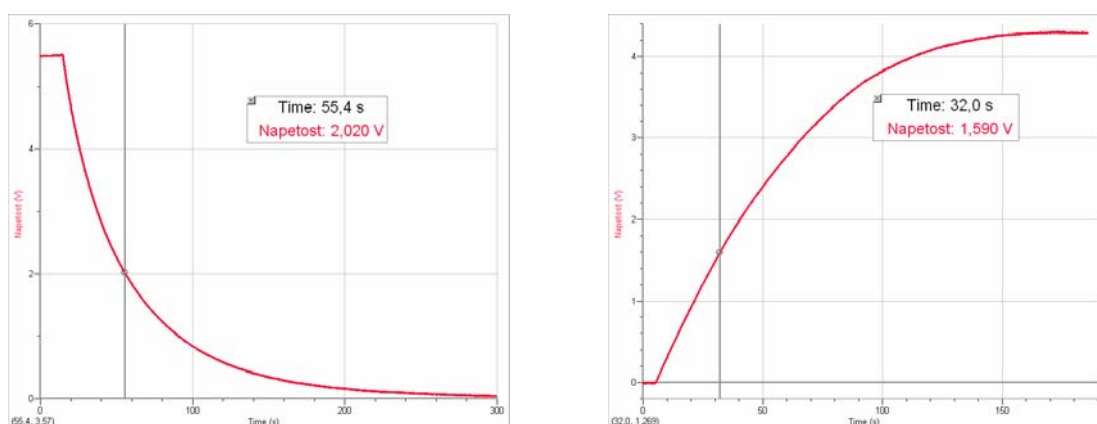 6
4
2
0
Napetost (V)
Time: 55,4 s
Napetost: 2,020 V
0
100
200
300
(55.4, 3.57)
Time (s)
4
3
2
1
0
Napetost (V)
Time: 32,0 s
Napetost: 1,590 V
0
50
100
150
(32.0, 1.269)
Time (s)